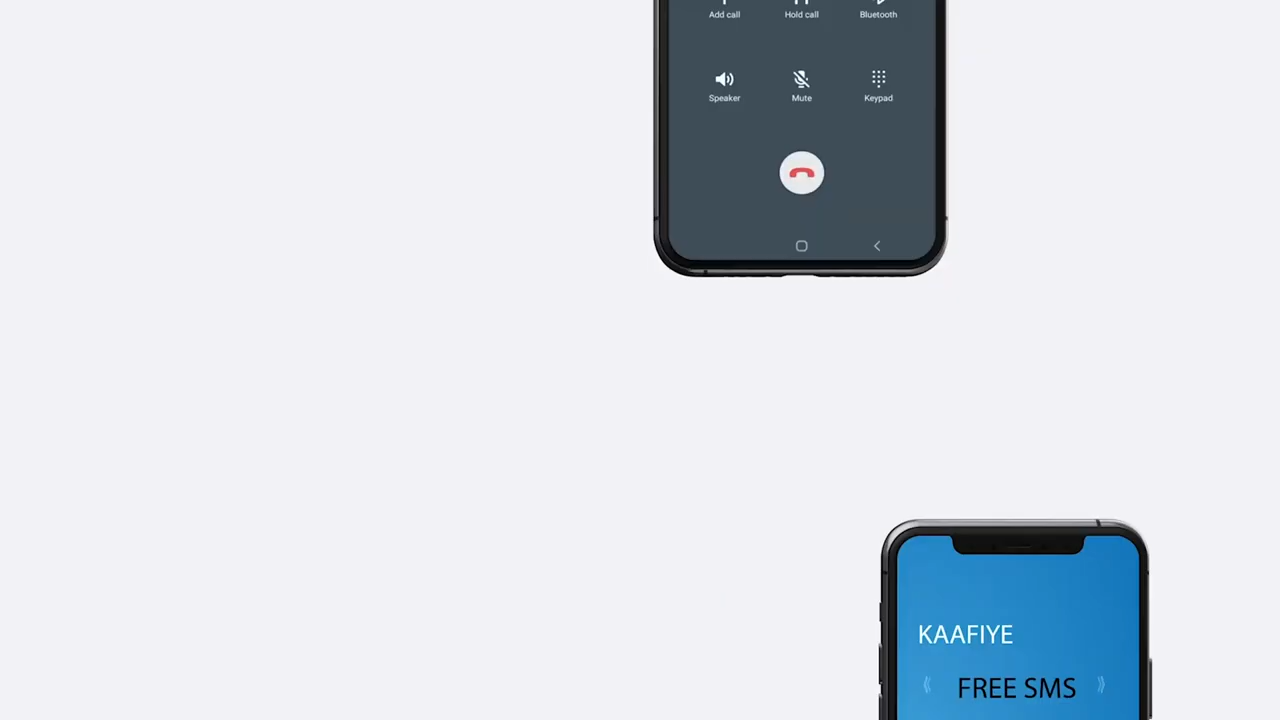 Add call
Hold call
Bluetooth
Speaker
Mute
Keypad
KAAFIYE
FREE SMS